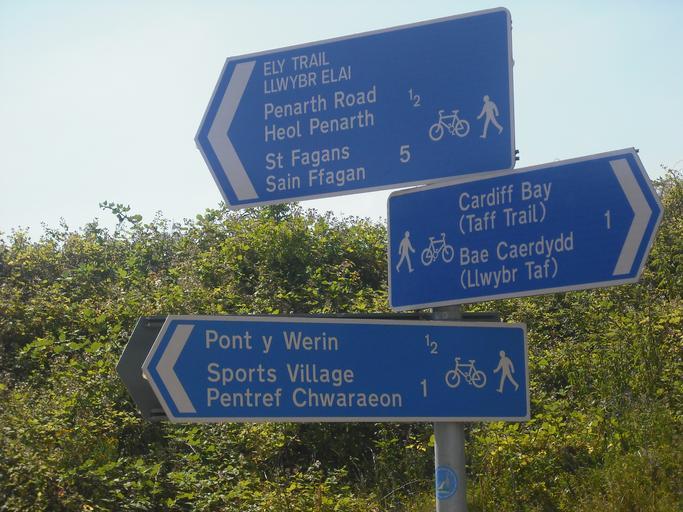 ELY TRAIL
LLWYBR ELAI
Penarth Road 1/2
Heol Penarth
St Fagans 5
Sain Ffagan
Cardiff Bay
(Taff Trail) 1
Bae Caerdydd
(Llwybr Taf)
Pont y Werin 1/2
Sports Village
Pentref Chwaraeon 1